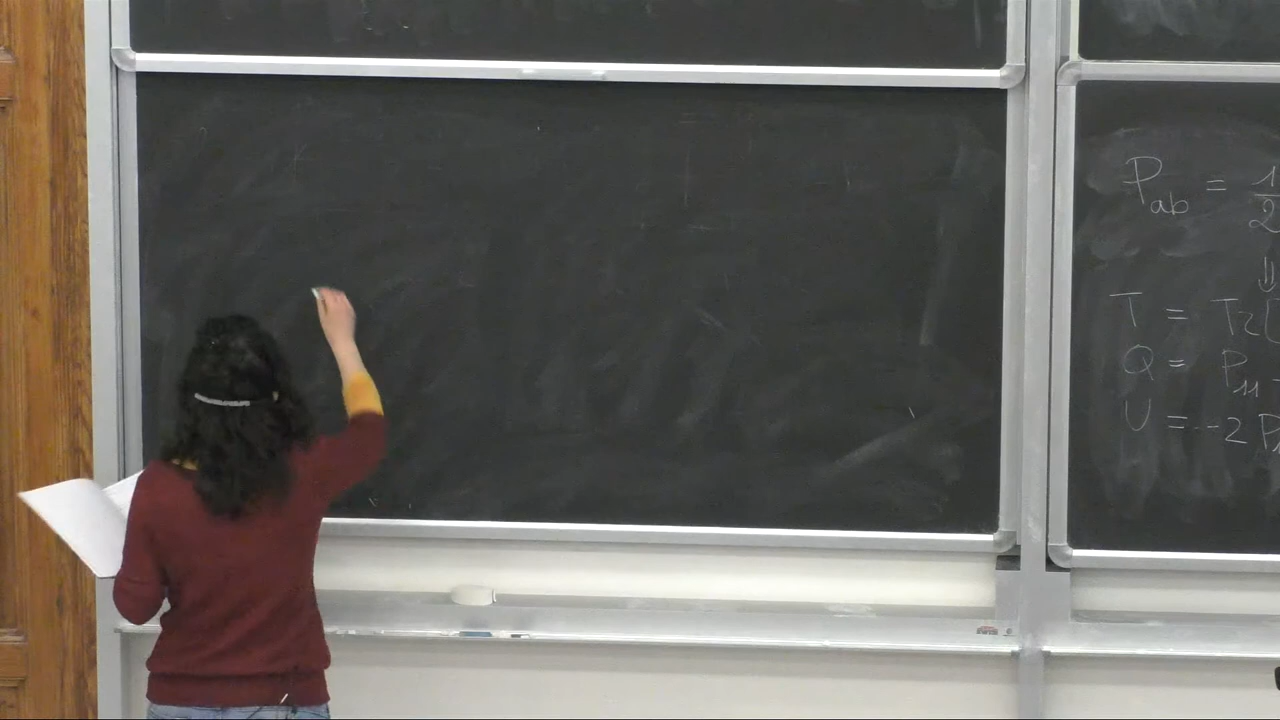 P_ab = 1/2
⇓
T = Tr[
Q = P_11 -
U = -2 P